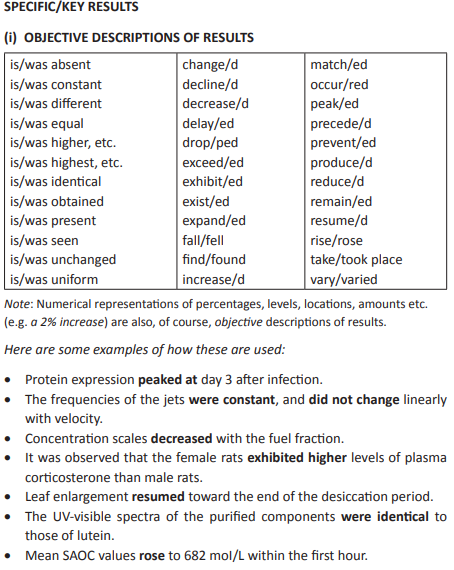 SPECIFIC/KEY RESULTS
(i) OBJECTIVE DESCRIPTIONS OF RESULTS
is/was absent change/d match/ed
is/was constant decline/d occur/red
is/was different decrease/d peak/ed
is/was equal delay/ed precede/d
is/was higher, etc. drop/ped prevent/ed
is/was highest, etc. exceed/ed produce/d
is/was identical exhibit/ed reduce/d
is/was obtained exist/ed remain/ed
is/was present expand/ed resume/d
is/was seen fall/fell rise/rose
is/was unchanged find/found take/took place
is/was uniform increase/d vary/varied
Note: Numerical representations of percentages, levels, locations, amounts etc.
(e.g. a 2% increase) are also, of course, objective descriptions of results.
Here are some examples of how these are used:
• Protein expression peaked at day 3 after infection.
• The frequencies of the jets were constant, and did not change linearly
with velocity.
• Concentration scales decreased with the fuel fraction.
• It was observed that the female rats exhibited higher levels of plasma
corticosterone than male rats.
• Leaf enlargement resumed toward the end of the desiccation period.
• The UV-visible spectra of the purified components were identical to
those of lutein.
• Mean SAOC values rose to 682 mol/L within the first hour.